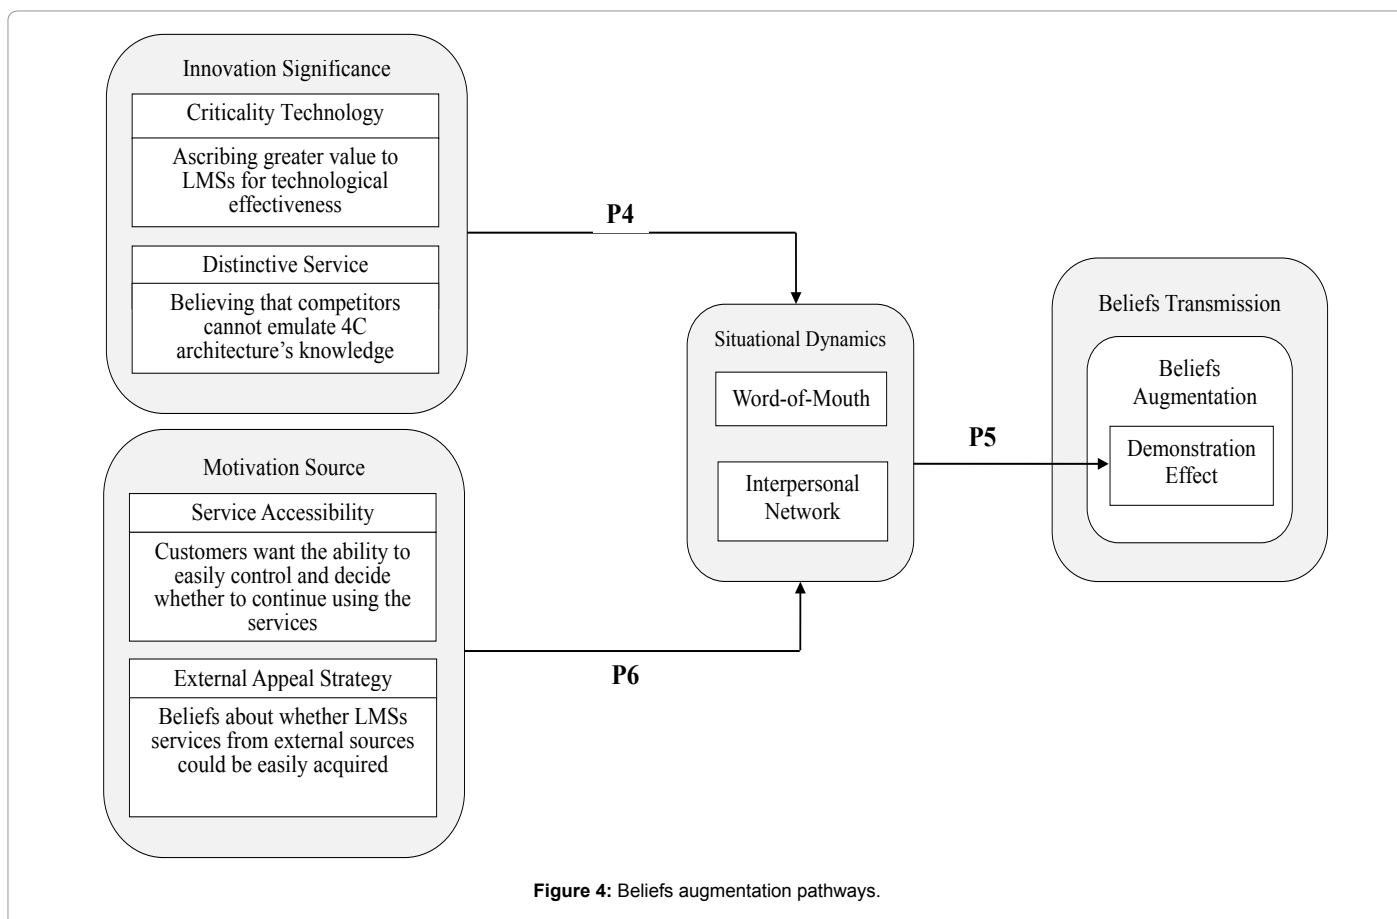 Innovation Significance
Criticality Technology
Ascribing greater value to
LMSs for technological
effectiveness
Distinctive Service
Believing that competitors
cannot emulate 4C
architecture’s knowledge
Motivation Source
Service Accessibility
Customers want the ability to
easily control and decide
whether to continue using the
services
External Appeal Strategy
Beliefs about whether LMSs
services from external sources
could be easily acquired
P4
P6
Situational Dynamics
Word-of-Mouth
Interpersonal
Network
P5
Beliefs Transmission
Beliefs
Augmentation
Demonstration
Effect
Figure 4: Beliefs augmentation pathways.